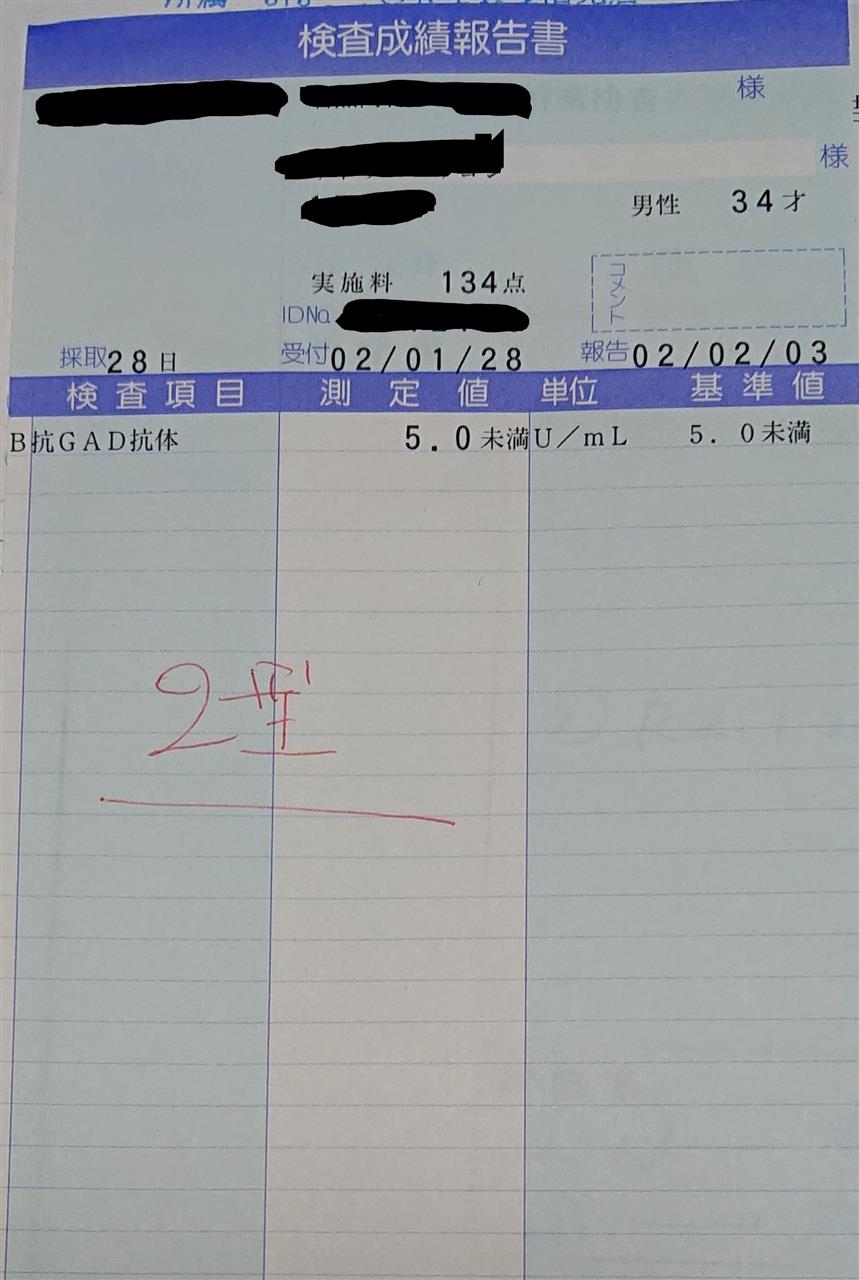 検査成績報告書
様
様
男性 34才
実施料 134点
コメント
IDNo.
採取28日 受付02/01/28 報告02/02/03
検査項目 測定値 単位 基準値
B抗GAD抗体 5.0未満 U/mL 5.0未満
2型